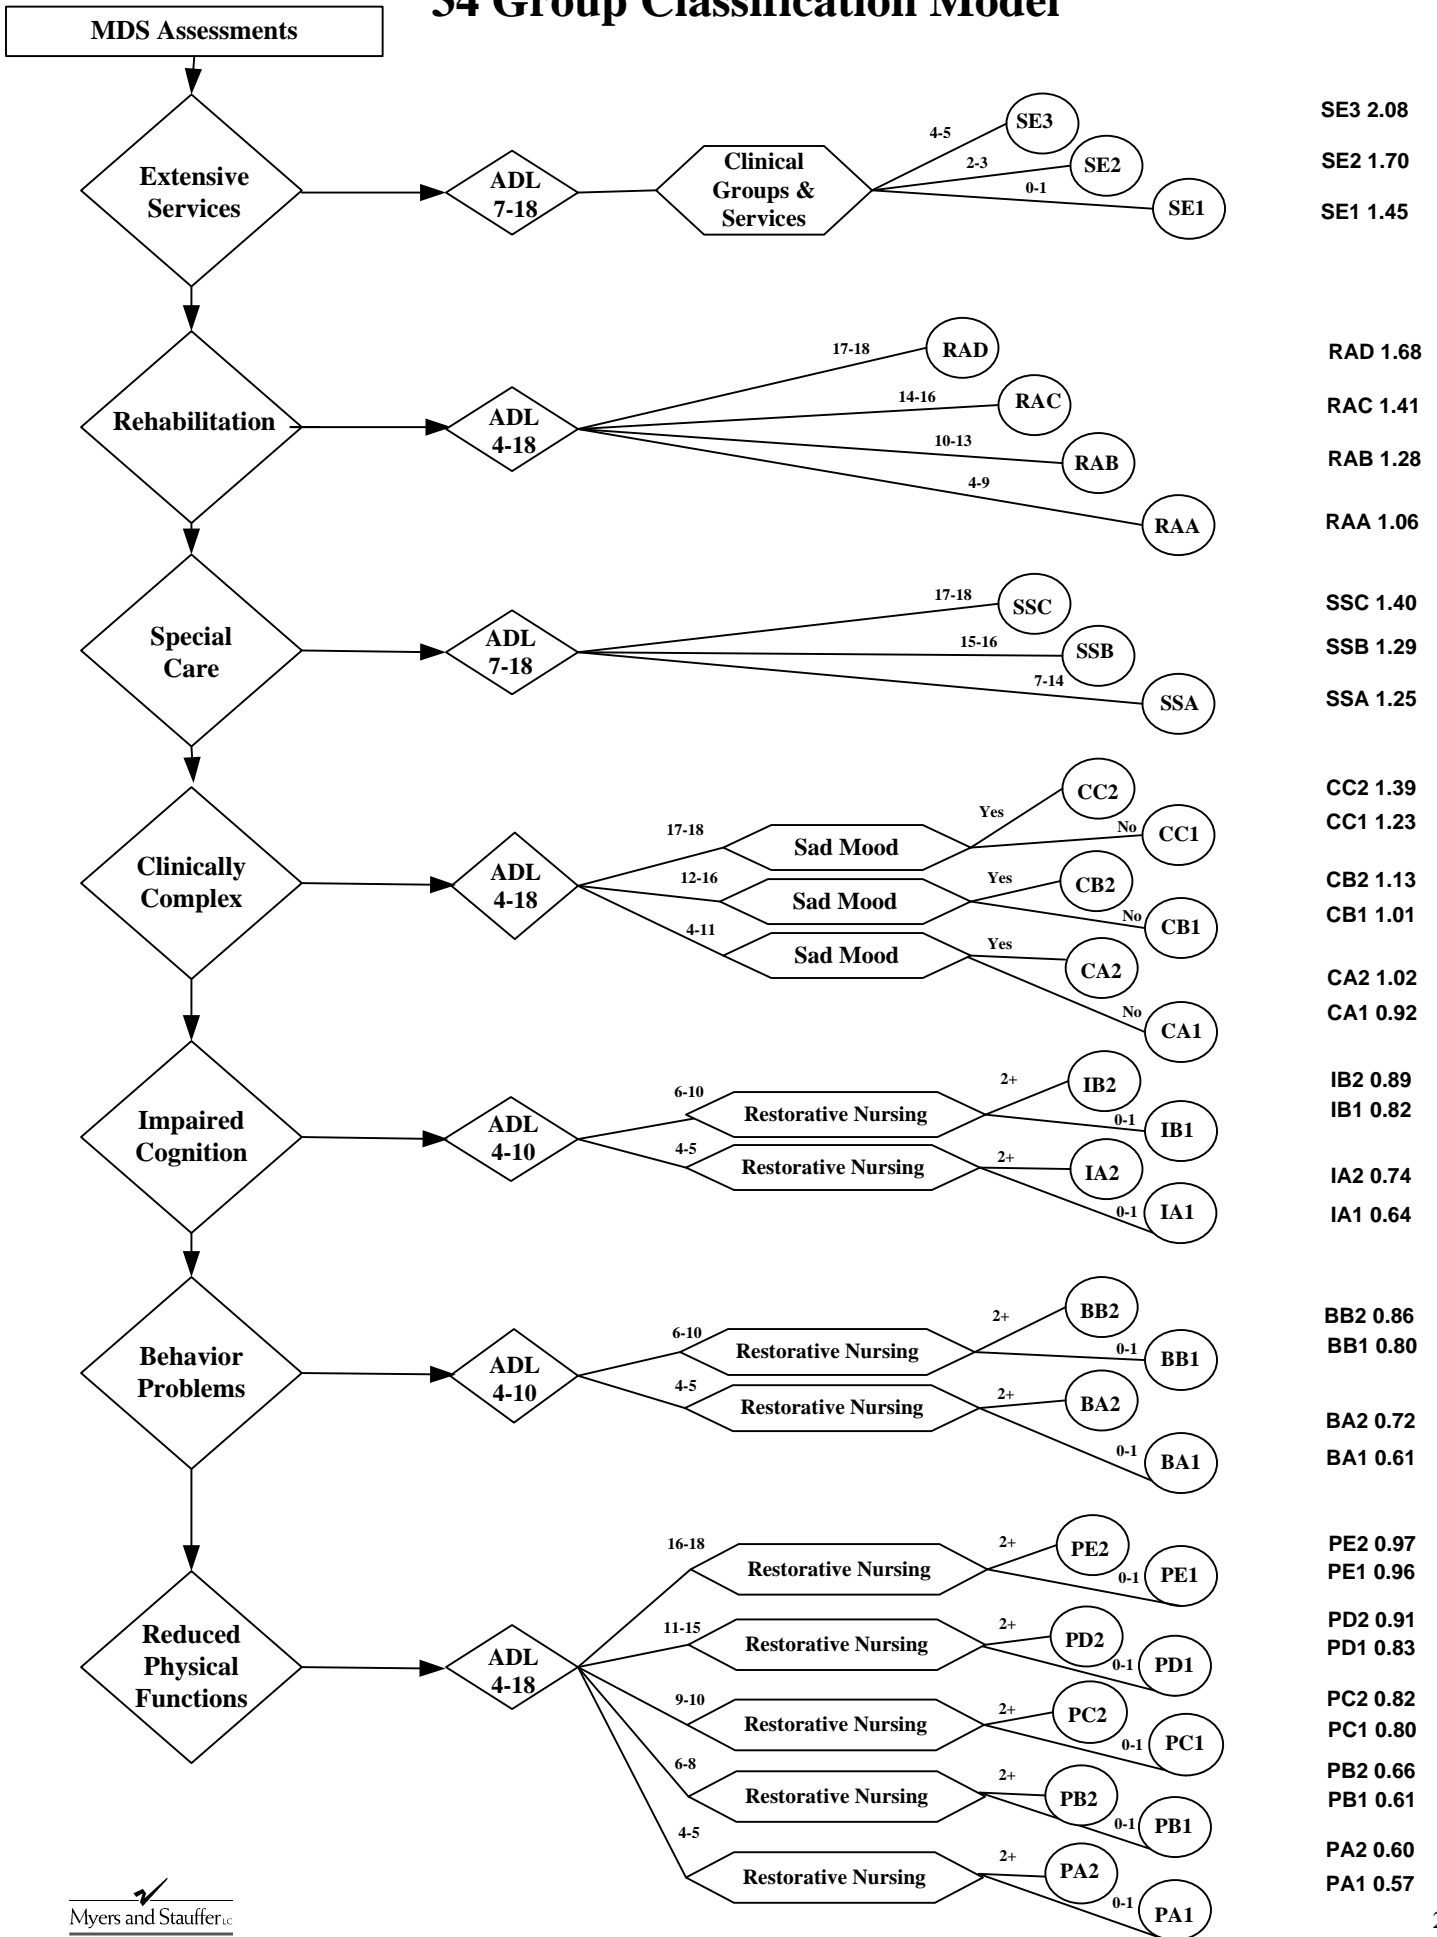 34 Group Classification Model
MDS Assessments
Extensive
Services
ADL
7-18
Clinical
Groups &
Services
4-5
SE3
2-3
SE2
0-1
SE1
SE3 2.08
SE2 1.70
SE1 1.45
Rehabilitation
ADL
4-18
17-18
RAD
14-16
RAC
10-13
RAB
4-9
RAA
RAD 1.68
RAC 1.41
RAB 1.28
RAA 1.06
Special
Care
ADL
7-18
17-18
SSC
15-16
SSB
7-14
SSA
SSC 1.40
SSB 1.29
SSA 1.25
Clinically
Complex
ADL
4-18
17-18
Sad Mood
Yes
CC2
No
CC1
12-16
Sad Mood
Yes
CB2
No
CB1
4-11
Sad Mood
Yes
CA2
No
CA1
CC2 1.39
CC1 1.23
CB2 1.13
CB1 1.01
CA2 1.02
CA1 0.92
Impaired
Cognition
ADL
4-10
6-10
Restorative Nursing
2+
IB2
0-1
IB1
4-5
Restorative Nursing
2+
IA2
0-1
IA1
IB2 0.89
IB1 0.82
IA2 0.74
IA1 0.64
Behavior
Problems
ADL
4-10
6-10
Restorative Nursing
2+
BB2
0-1
BB1
4-5
Restorative Nursing
2+
BA2
0-1
BA1
BB2 0.86
BB1 0.80
BA2 0.72
BA1 0.61
Reduced
Physical
Functions
ADL
4-18
16-18
Restorative Nursing
2+
PE2
0-1
PE1
11-15
Restorative Nursing
2+
PD2
0-1
PD1
9-10
Restorative Nursing
2+
PC2
0-1
PC1
6-8
Restorative Nursing
2+
PB2
0-1
PB1
4-5
Restorative Nursing
2+
PA2
0-1
PA1
PE2 0.97
PE1 0.96
PD2 0.91
PD1 0.83
PC2 0.82
PC1 0.80
PB2 0.66
PB1 0.61
PA2 0.60
PA1 0.57
Myers and Stauffer LC